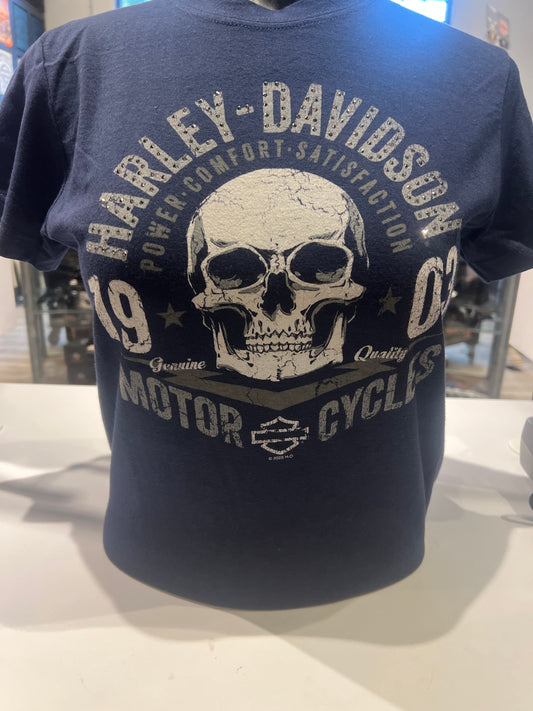 HARLEY-DAVIDSON
POWER·COMFORT·SATISFACTION
19 03
Genuine Quality
MOTOR CYCLES